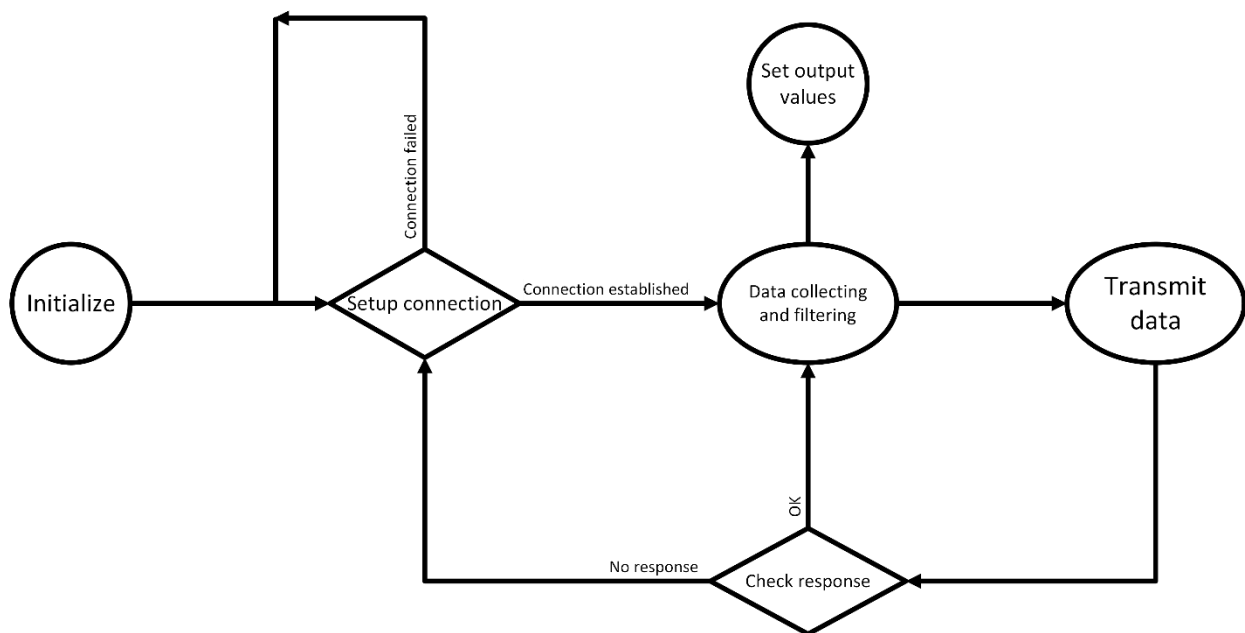 Set output
values
Connection failed
Initialize
Setup connection
Connection established
Data collecting
and filtering
Transmit
data
OK
No response
Check response